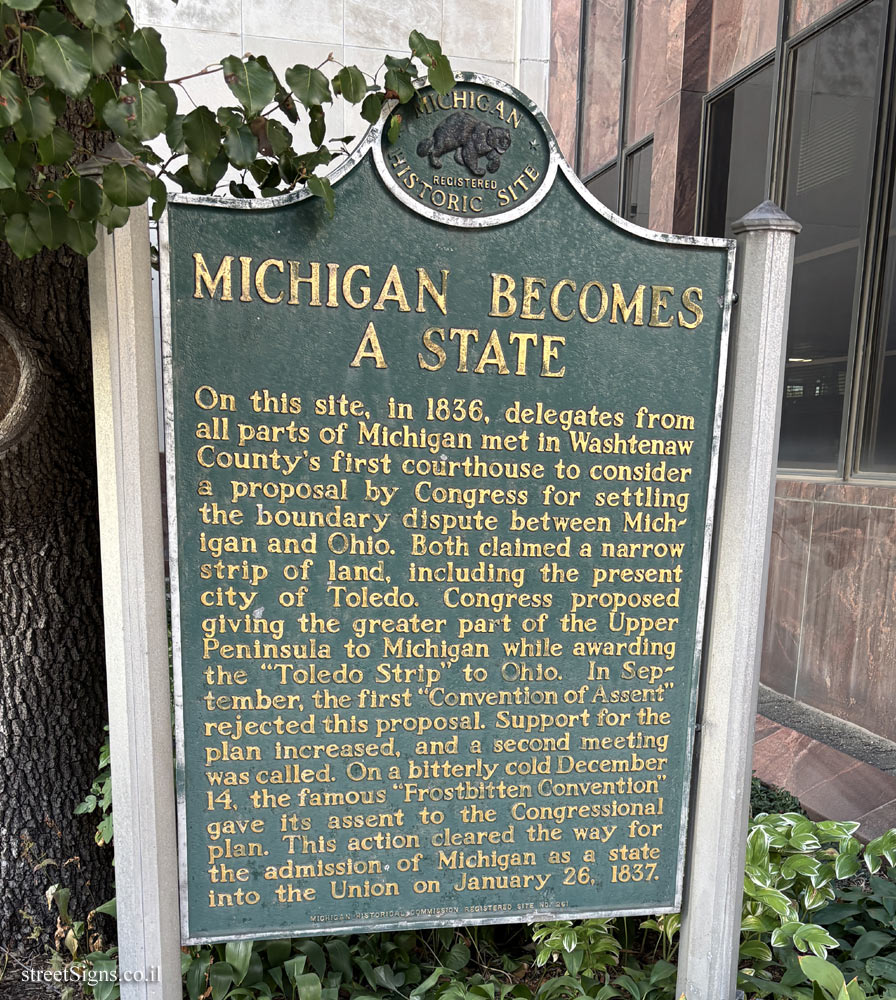 MICHIGAN
REGISTERED
HISTORIC SITE
MICHIGAN BECOMES
A STATE
On this site, in 1836, delegates from
all parts of Michigan met in Washtenaw
County's first courthouse to consider
a proposal by Congress for settling
the boundary dispute between Mich-
igan and Ohio. Both claimed a narrow
strip of land, including the present
city of Toledo. Congress proposed
giving the greater part of the Upper
Peninsula to Michigan while awarding
the "Toledo Strip" to Ohio. In Sep-
tember, the first "Convention of Assent"
rejected this proposal. Support for the
plan increased, and a second meeting
was called. On a bitterly cold December
14, the famous "Frostbitten Convention"
gave its assent to the Congressional
plan. This action cleared the way for
the admission of Michigan as a state
into the Union on January 26, 1837.
MICHIGAN HISTORICAL COMMISSION REGISTERED SITE NO.
streetSigns.co.il